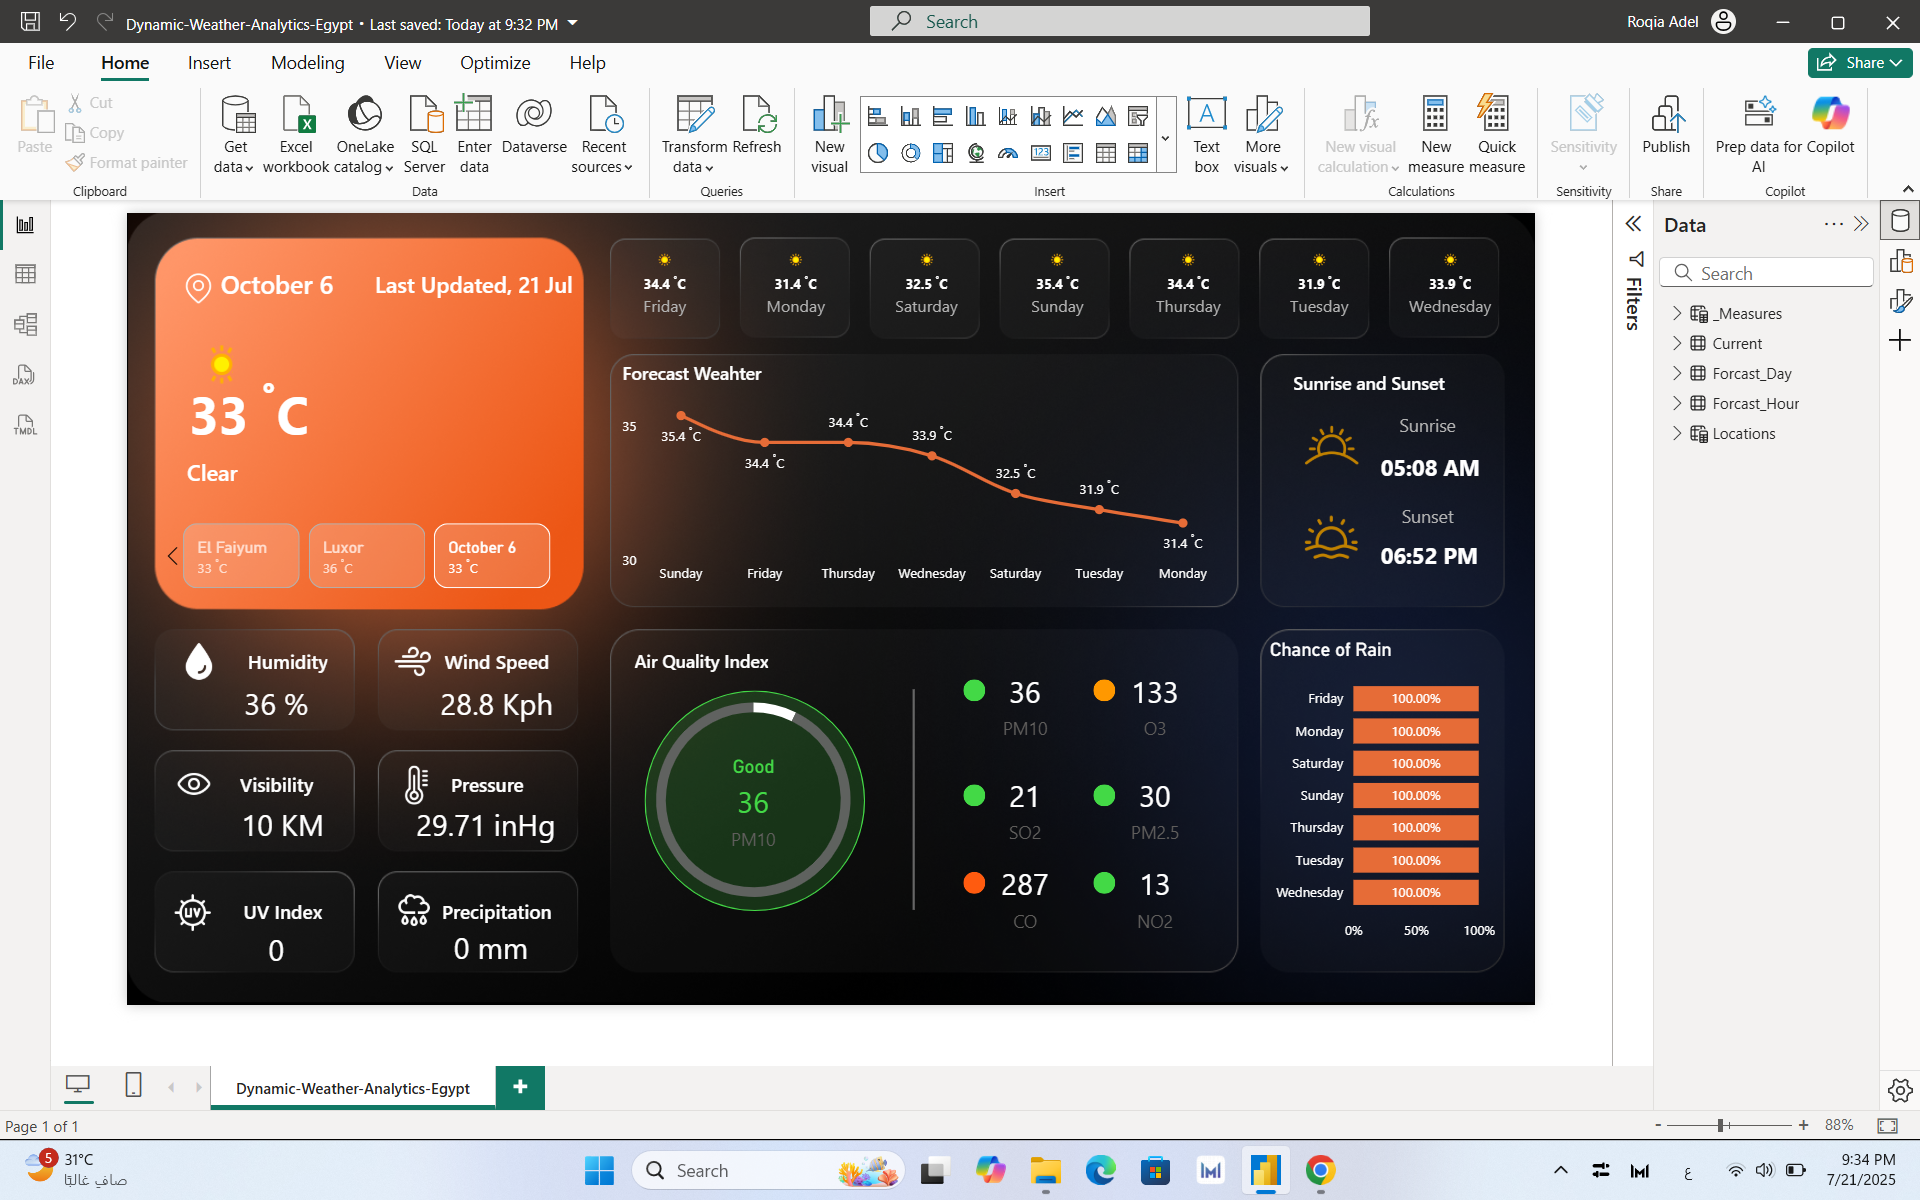 Dynamic-Weather-Analytics-Egypt • Last saved: Today at 9:32 PM
Search
Roqia Adel
File
Home
Insert
Modeling
View
Optimize
Help
Share
Paste
Cut
Copy
Format painter
Clipboard
Get data
Excel workbook
OneLake catalog
SQL Server
Enter data
Dataverse
Recent sources
Data
Transform data
Refresh
Queries
New visual
Text box
More visuals
Insert
New visual calculation
New measure
Quick measure
Calculations
Sensitivity
Sensitivity
Publish
Share
Prep data for AI
Copilot
Copilot
October 6
Last Updated, 21 Jul
33 °C
Clear
El Faiyum
33 °C
Luxor
36 °C
October 6
33 °C
34.4 °C
Friday
31.4 °C
Monday
32.5 °C
Saturday
35.4 °C
Sunday
34.4 °C
Thursday
31.9 °C
Tuesday
33.9 °C
Wednesday
Forecast Weahter
35
30
35.4 °C
34.4 °C
34.4 °C
33.9 °C
32.5 °C
31.9 °C
31.4 °C
Sunday
Friday
Thursday
Wednesday
Saturday
Tuesday
Monday
Sunrise and Sunset
Sunrise
05:08 AM
Sunset
06:52 PM
Humidity
36 %
Wind Speed
28.8 Kph
Visibility
10 KM
Pressure
29.71 inHg
UV
UV Index
0
Precipitation
0 mm
Air Quality Index
Good
36
PM10
36
PM10
133
O3
21
SO2
30
PM2.5
287
CO
13
NO2
Chance of Rain
Friday 100.00%
Monday 100.00%
Saturday 100.00%
Sunday 100.00%
Thursday 100.00%
Tuesday 100.00%
Wednesday 100.00%
0% 50% 100%
Filters
Data
Search
_Measures
Current
Forcast_Day
Forcast_Hour
Locations
DAX
TMDL
Dynamic-Weather-Analytics-Egypt
Page 1 of 1
88%
5
31°C
صافٍ غالبًا
Search
ع
9:34 PM
7/21/2025